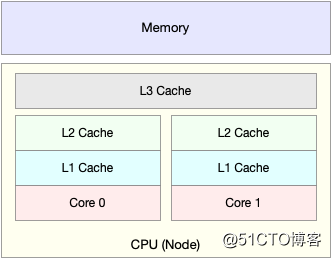 Memory
L3 Cache
L2 Cache L2 Cache
L1 Cache L1 Cache
Core 0 Core 1
CPU (Node)
@51CTO博客